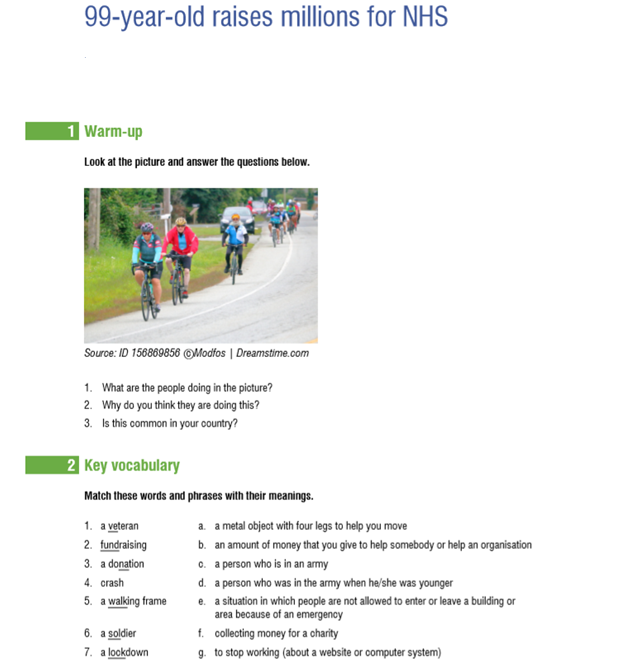 99-year-old raises millions for NHS
1 Warm-up
Look at the picture and answer the questions below.
Source: ID 156869856 ©Modfos | Dreamstime.com
1. What are the people doing in the picture?
2. Why do you think they are doing this?
3. Is this common in your country?
2 Key vocabulary
Match these words and phrases with their meanings.
1. a veteran a. a metal object with four legs to help you move
2. fundraising b. an amount of money that you give to help somebody or help an organisation
3. a donation c. a person who is in an army
4. crash d. a person who was in the army when he/she was younger
5. a walking frame e. a situation in which people are not allowed to enter or leave a building or
area because of an emergency
6. a soldier f. collecting money for a charity
7. a lockdown g. to stop working (about a website or computer system)